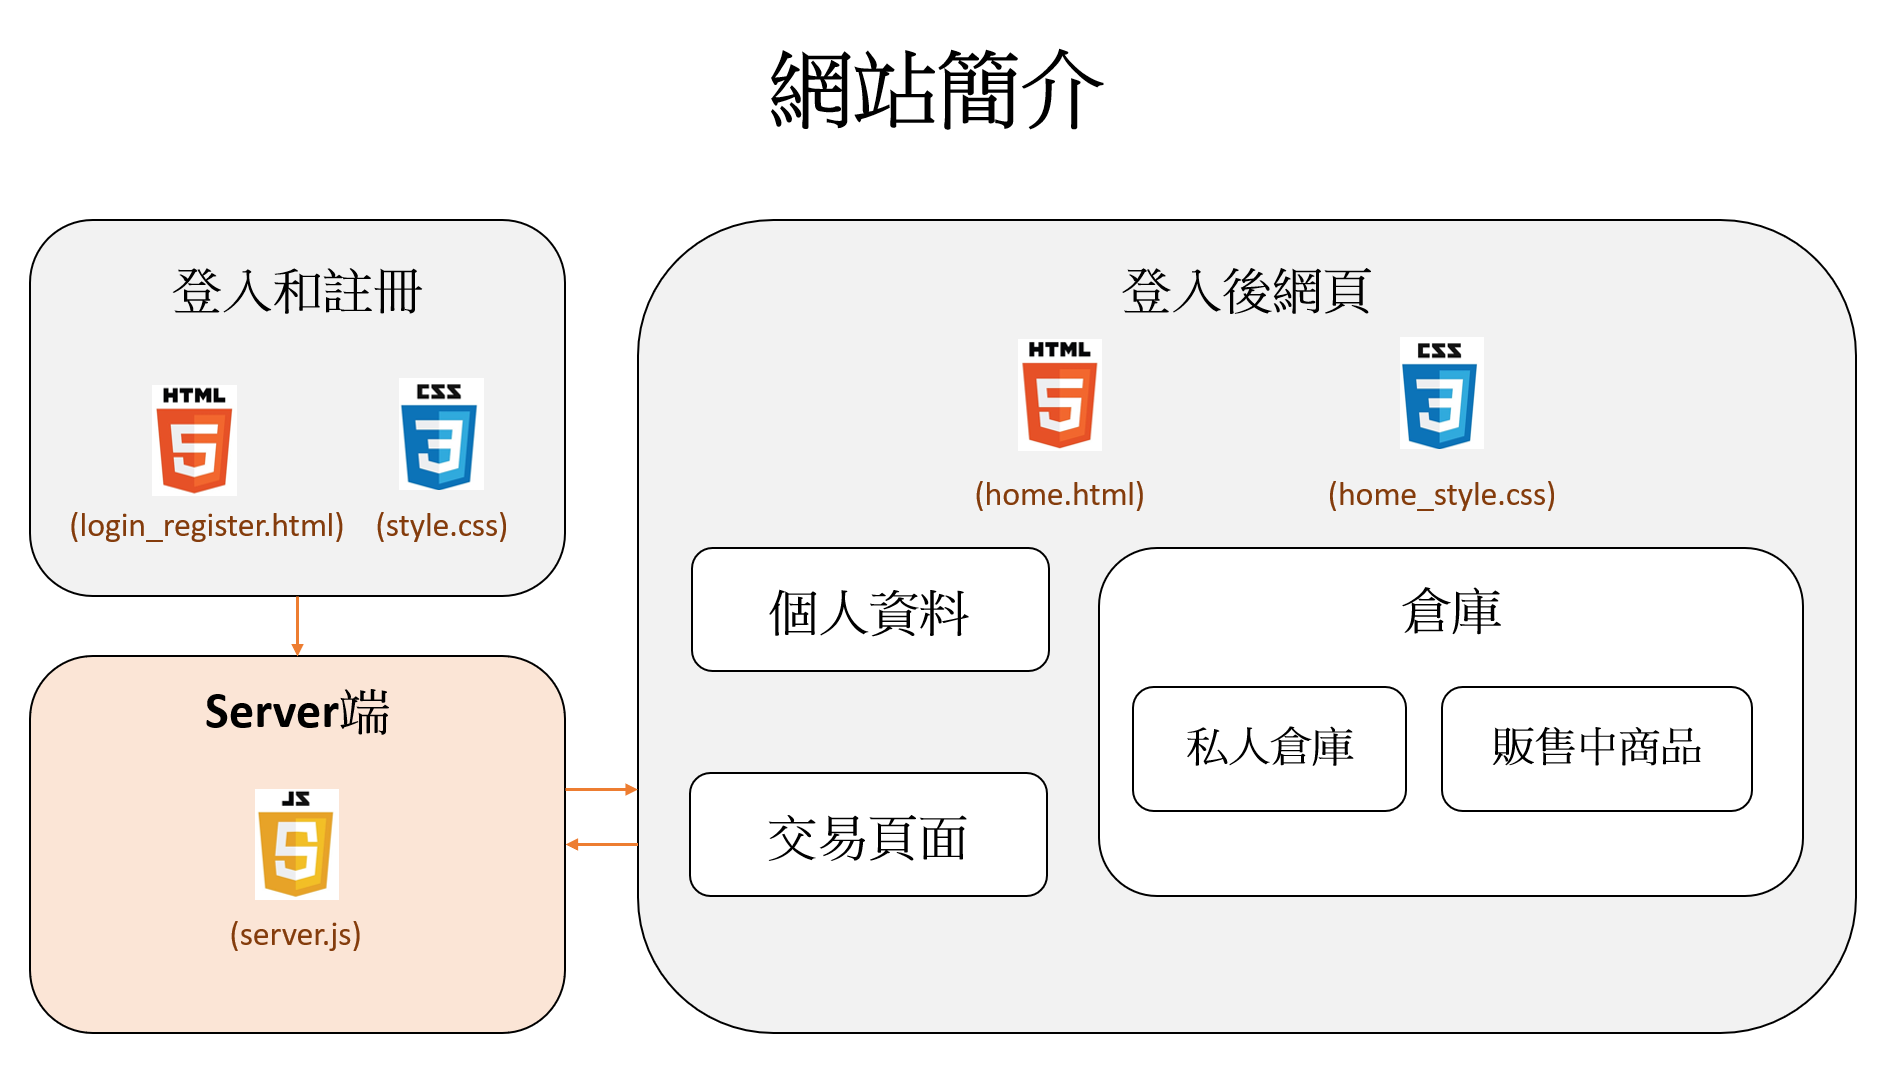 網站簡介
登入和註冊
HTML
CSS
(login_register.html)
(style.css)
Server端
JS
(server.js)
登入後網頁
HTML
CSS
(home.html)
(home_style.css)
個人資料
交易頁面
倉庫
私人倉庫
販售中商品